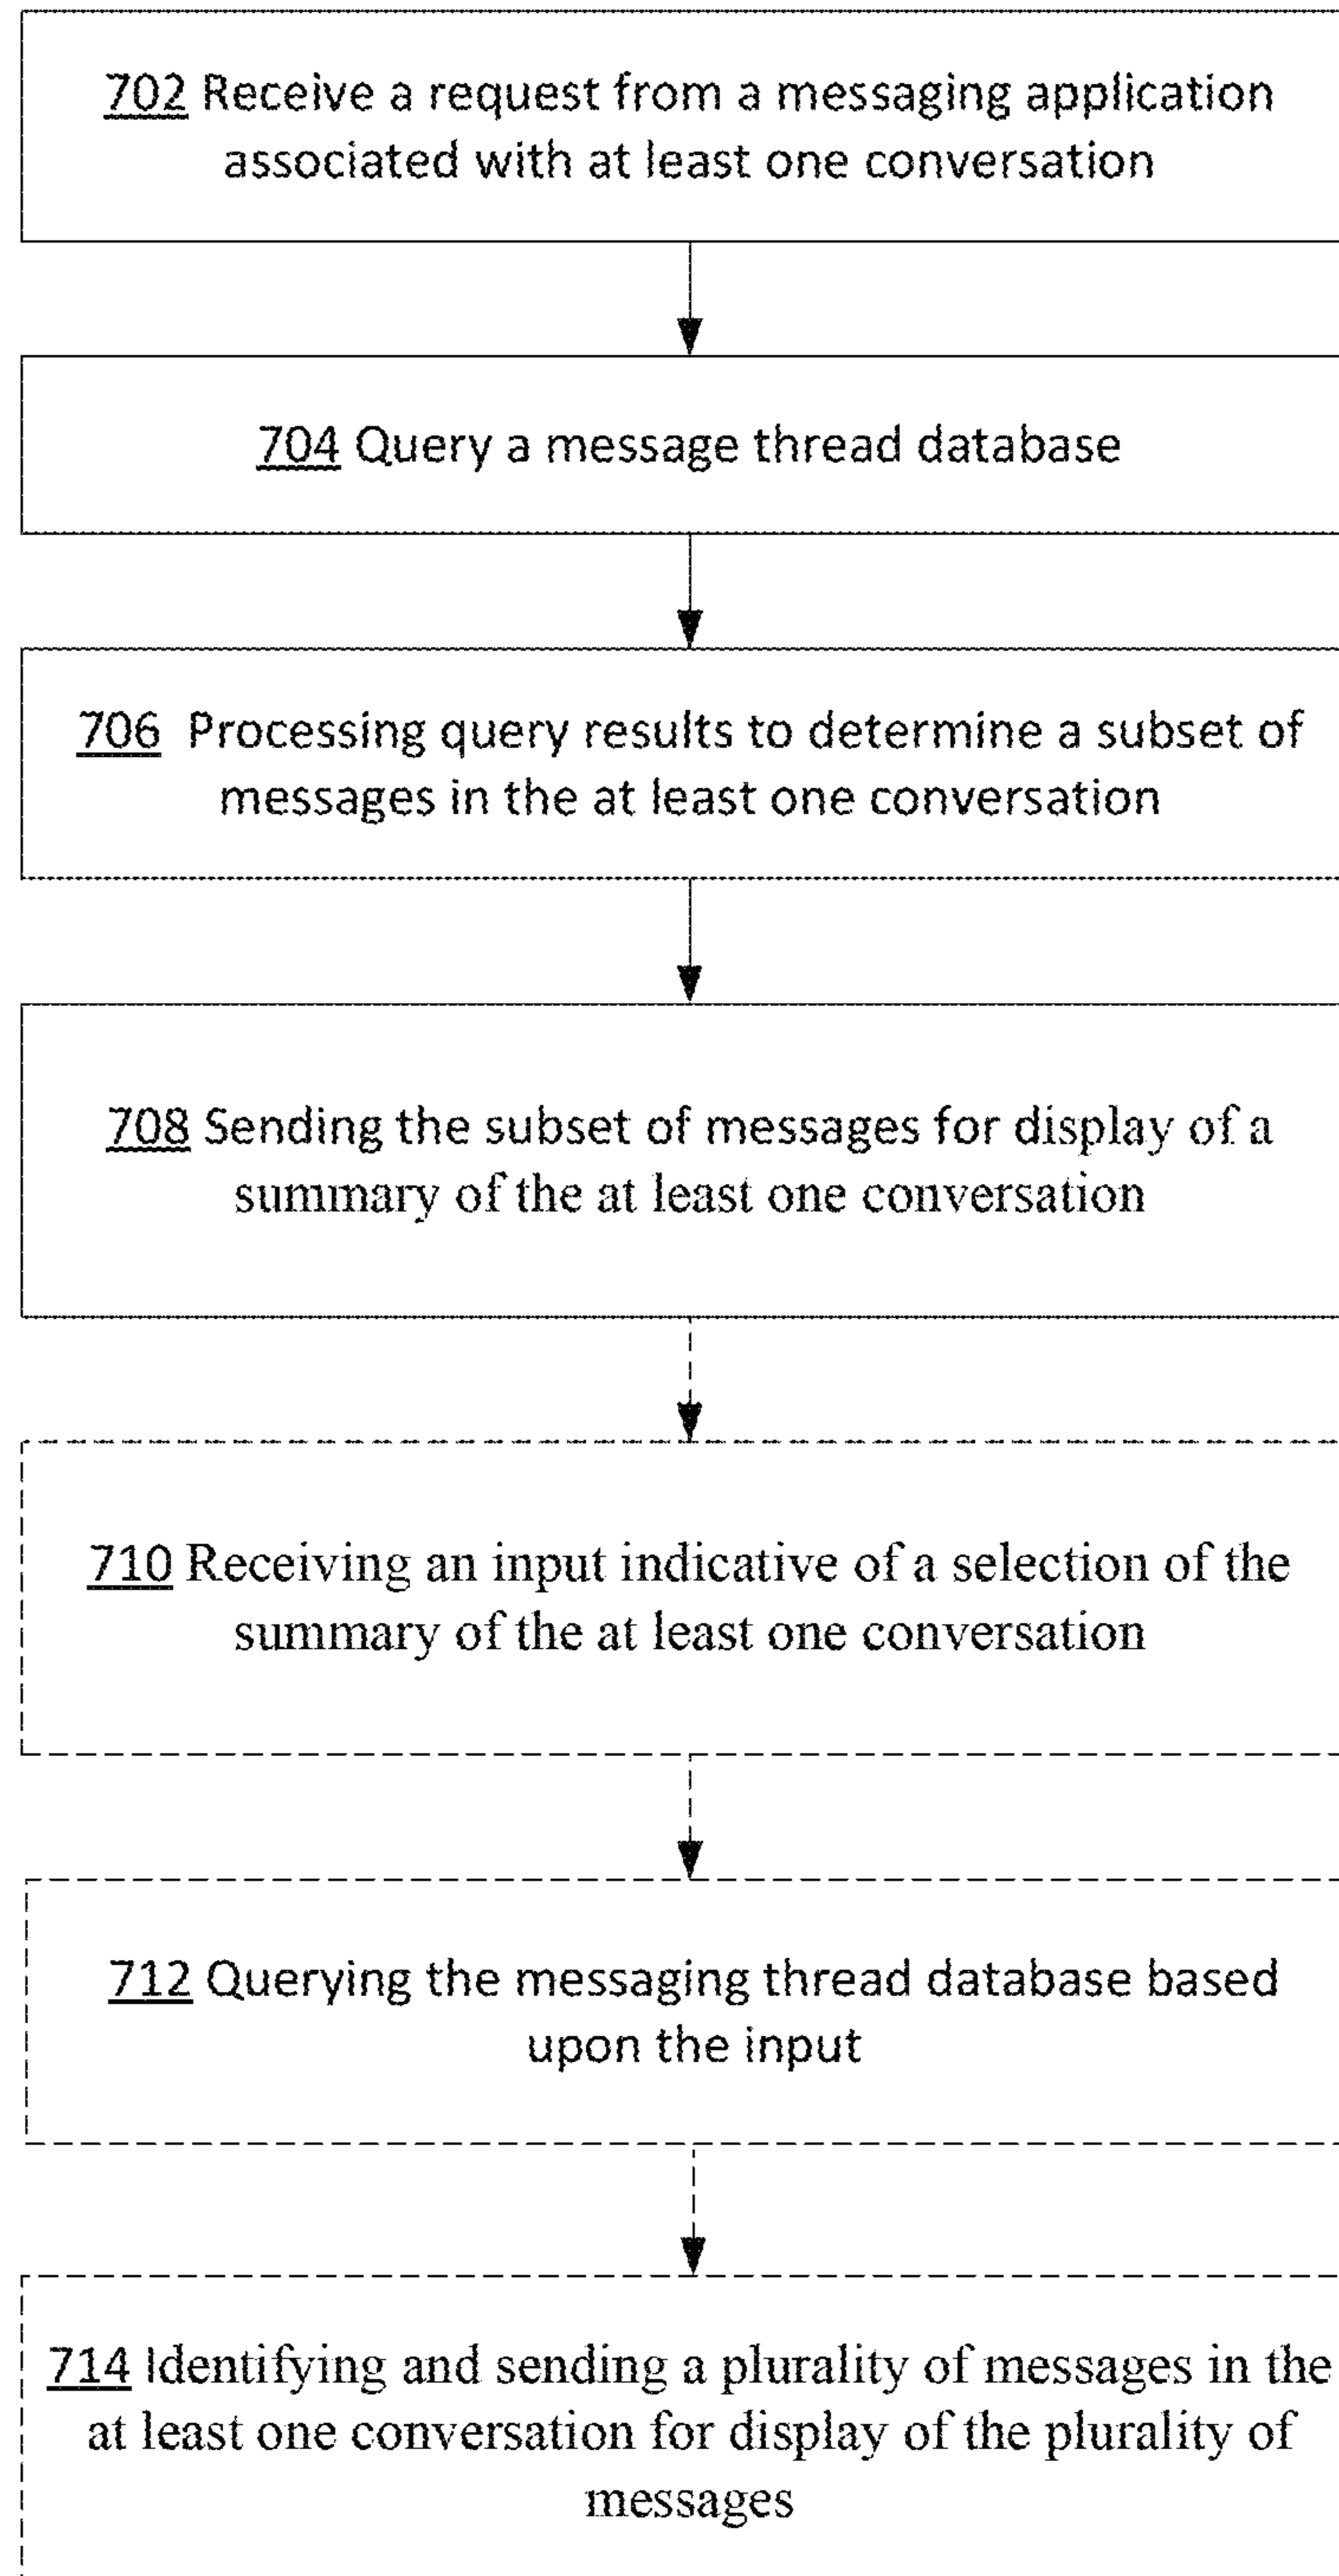 702 Receive a request from a messaging application
associated with at least one conversation
704 Query a message thread database
706 Processing query results to determine a subset of
messages in the at least one conversation
708 Sending the subset of messages for display of a
summary of the at least one conversation
710 Receiving an input indicative of a selection of the
summary of the at least one conversation
712 Querying the messaging thread database based
upon the input
714 Identifying and sending a plurality of messages in the
at least one conversation for display of the plurality of
messages